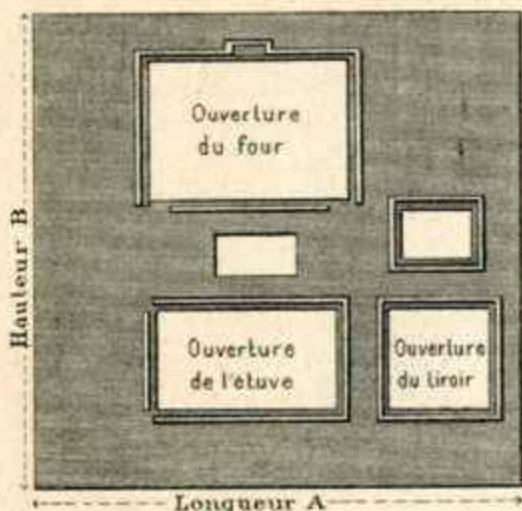 Ouverture
du four
Hauteur B
Ouverture
de l'étuve
Ouverture
du tiroir
Longueur A